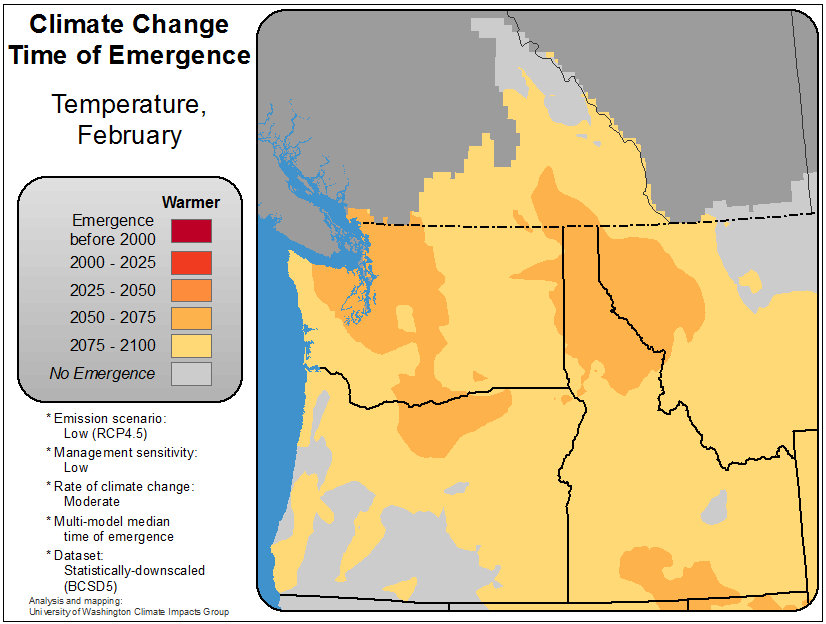 Climate Change
Time of Emergence
Temperature,
February
Warmer
Emergence
before 2000
2000 - 2025
2025 - 2050
2050 - 2075
2075 - 2100
No Emergence
* Emission scenario:
Low (RCP4.5)
* Management sensitivity:
Low
* Rate of climate change:
Moderate
* Multi-model median
time of emergence
* Dataset:
Statistically-downscaled
(BCSD5)
Analysis and mapping:
University of Washington Climate Impacts Group